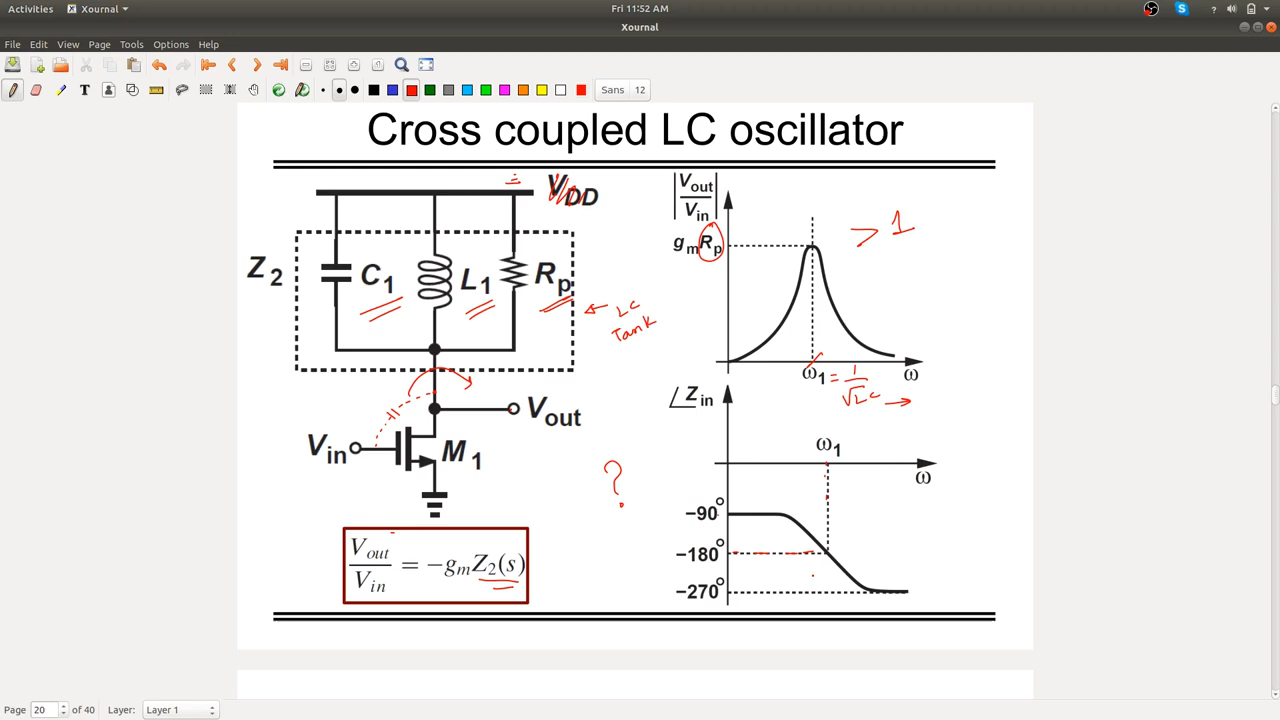 Activities
Xournal
Fri 11:52 AM
?
Xournal
File Edit View Page Tools Options Help
Sans 12
Cross coupled LC oscillator
VDD
Z2
C1
L1
Rp
← LC
Tank
Vout
Vin
M1
Vout/Vin = −gmZ2(s)
?
|Vout/Vin|
gmRp
> 1
ω1 = 1/√LC →
ω
∠Zin
ω1
ω
−90°
−180°
−270°
Page 20 of 40 Layer: Layer 1